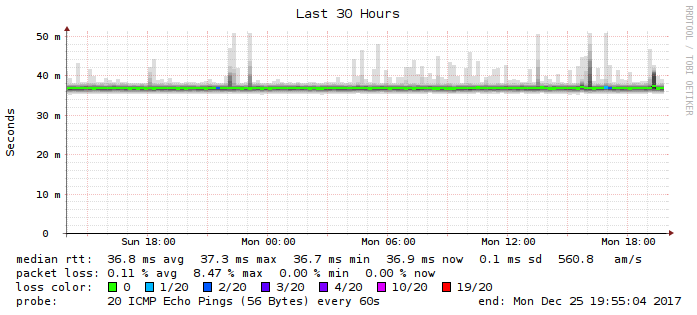 Last 30 Hours
RRDTOOL / TOBI OETIKER
Seconds
50 m
40 m
30 m
20 m
10 m
0
Sun 18:00 Mon 00:00 Mon 06:00 Mon 12:00 Mon 18:00
median rtt: 36.8 ms avg 37.3 ms max 36.7 ms min 36.9 ms now 0.1 ms sd 560.8 am/s
packet loss: 0.11 % avg 8.47 % max 0.00 % min 0.00 % now
loss color: 0 1/20 2/20 3/20 4/20 10/20 19/20
probe: 20 ICMP Echo Pings (56 Bytes) every 60s end: Mon Dec 25 19:55:04 2017